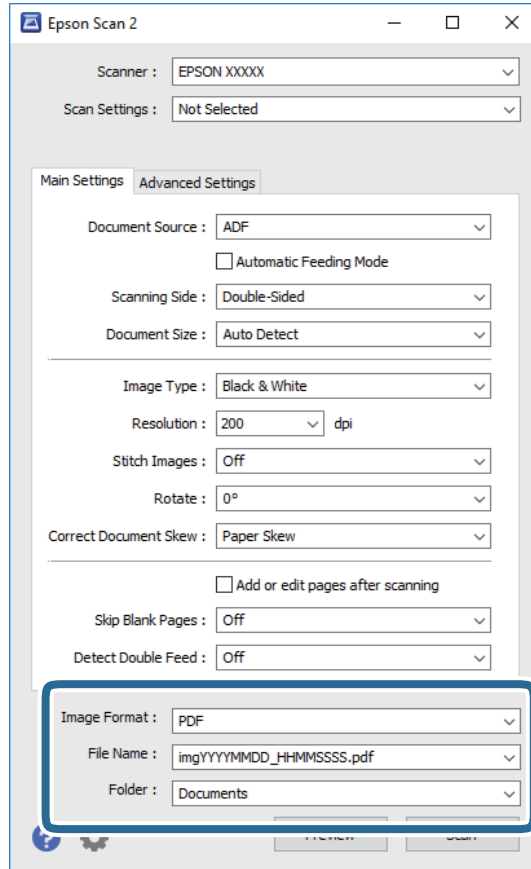 Epson Scan 2
Scanner : EPSON XXXXX
Scan Settings : Not Selected
Main Settings Advanced Settings
Document Source : ADF
Automatic Feeding Mode
Scanning Side : Double-Sided
Document Size : Auto Detect
Image Type : Black & White
Resolution : 200 dpi
Stitch Images : Off
Rotate : 0°
Correct Document Skew : Paper Skew
Add or edit pages after scanning
Skip Blank Pages : Off
Detect Double Feed : Off
Image Format : PDF
File Name : imgYYYYMMDD_HHMMSSSS.pdf
Folder : Documents
? Preview Scan